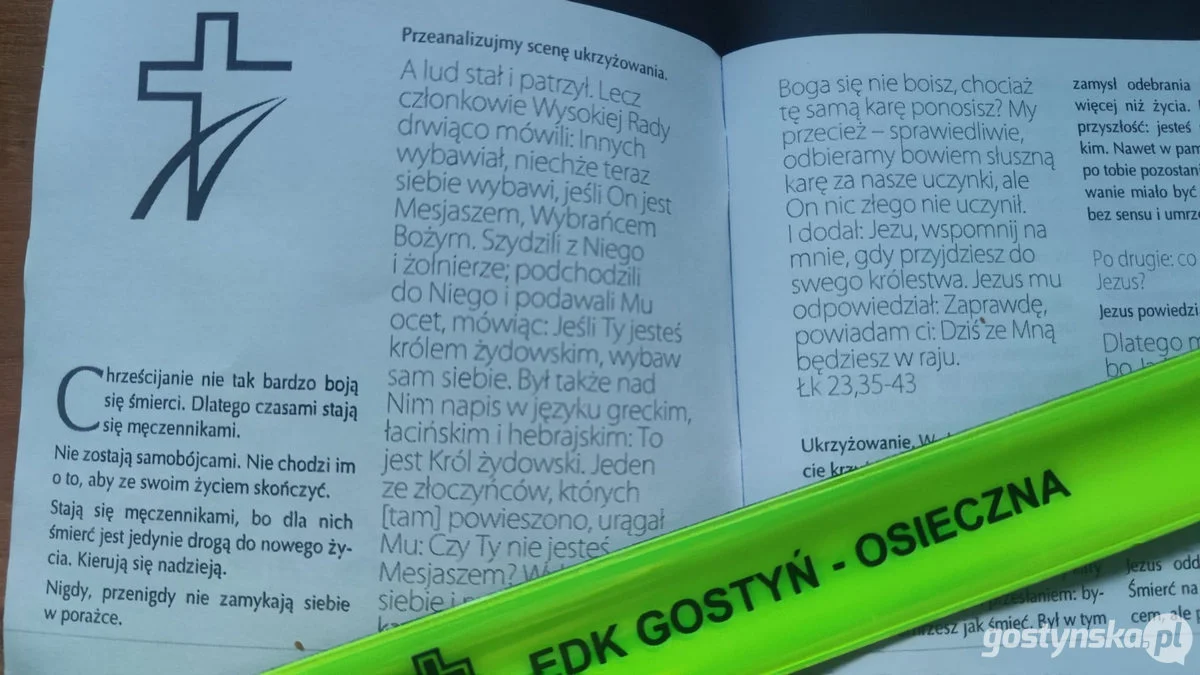 Chrześcijanie nie tak bardzo boją
się śmierci. Dlatego czasami stają
się męczennikami.
Nie zostają samobójcami. Nie chodzi im
o to, aby ze swoim życiem skończyć.
Stają się męczennikami, bo dla nich
śmierć jest jedynie drogą do nowego ży-
cia. Kierują się nadzieją.
Nigdy, przenigdy nie zamykają siebie
w porażce.
Przeanalizujmy scenę ukrzyżowania.
A lud stał i patrzył. Lecz
członkowie Wysokiej Rady
drwiąco mówili: Innych
wybawiał, niechże teraz
siebie wybawi, jeśli On jest
Mesjaszem, Wybrańcem
Bożym. Szydzili z Niego
i żołnierze; podchodzili
do Niego i podawali Mu
ocet, mówiąc: Jeśli Ty jesteś
królem żydowskim, wybaw
sam siebie. Był także nad
Nim napis w języku greckim,
łacińskim i hebrajskim: To
jest Król żydowski. Jeden
ze złoczyńców, których
[tam] powieszono, urągał
Mu: Czy Ty nie jesteś
Mesjaszem?
siebie i
Boga się nie boisz, chociaż
tę samą karę ponosisz? My
przecież – sprawiedliwie,
odbieramy bowiem słuszną
karę za nasze uczynki, ale
On nic złego nie uczynił.
I dodał: Jezu, wspomnij na
mnie, gdy przyjdziesz do
swego królestwa. Jezus mu
odpowiedział: Zaprawdę,
powiadam ci: Dziś ze Mną
będziesz w raju.
Łk 23,35-43
Ukrzyżowanie.
cie
zamysł odebrania
więcej niż życia.
przyszłość: jesteś
kim. Nawet w
po tobie
wanie miało być
bez sensu i
Po drugie: co
Jezus?
Jezus
Dlatego
Jezus
Śmierć na
cem, ale
jak śmieć. Był w tym
EDK GOSTYŃ - OSIECZNA
gostynska.pl